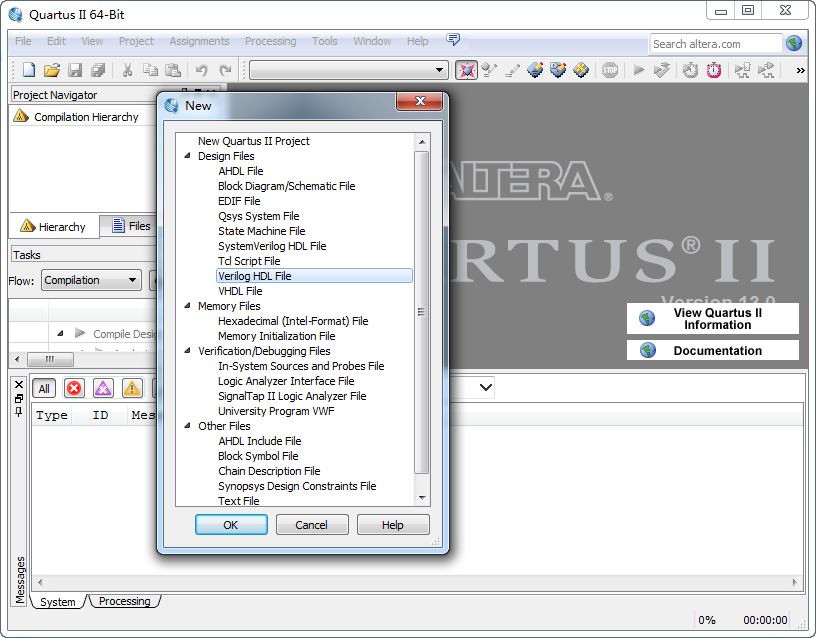 Quartus II 64-Bit
File Edit View Project Assignments Processing Tools Window Help
Search altera.com
STOP
»
Project Navigator
Compilation Hierarchy
Hierarchy
Files
Tasks
Flow: Compilation
Compile Desig
New
New Quartus II Project
Design Files
AHDL File
Block Diagram/Schematic File
EDIF File
Qsys System File
State Machine File
SystemVerilog HDL File
Tcl Script File
Verilog HDL File
VHDL File
Memory Files
Hexadecimal (Intel-Format) File
Memory Initialization File
Verification/Debugging Files
In-System Sources and Probes File
Logic Analyzer Interface File
SignalTap II Logic Analyzer File
University Program VWF
Other Files
AHDL Include File
Block Symbol File
Chain Description File
Synopsys Design Constraints File
Text File
OK Cancel Help
ALTERA®
ARTUS® II
Version 13.0
View Quartus II
Information
Documentation
All
Type ID Mes
Messages
System Processing
0% 00:00:00